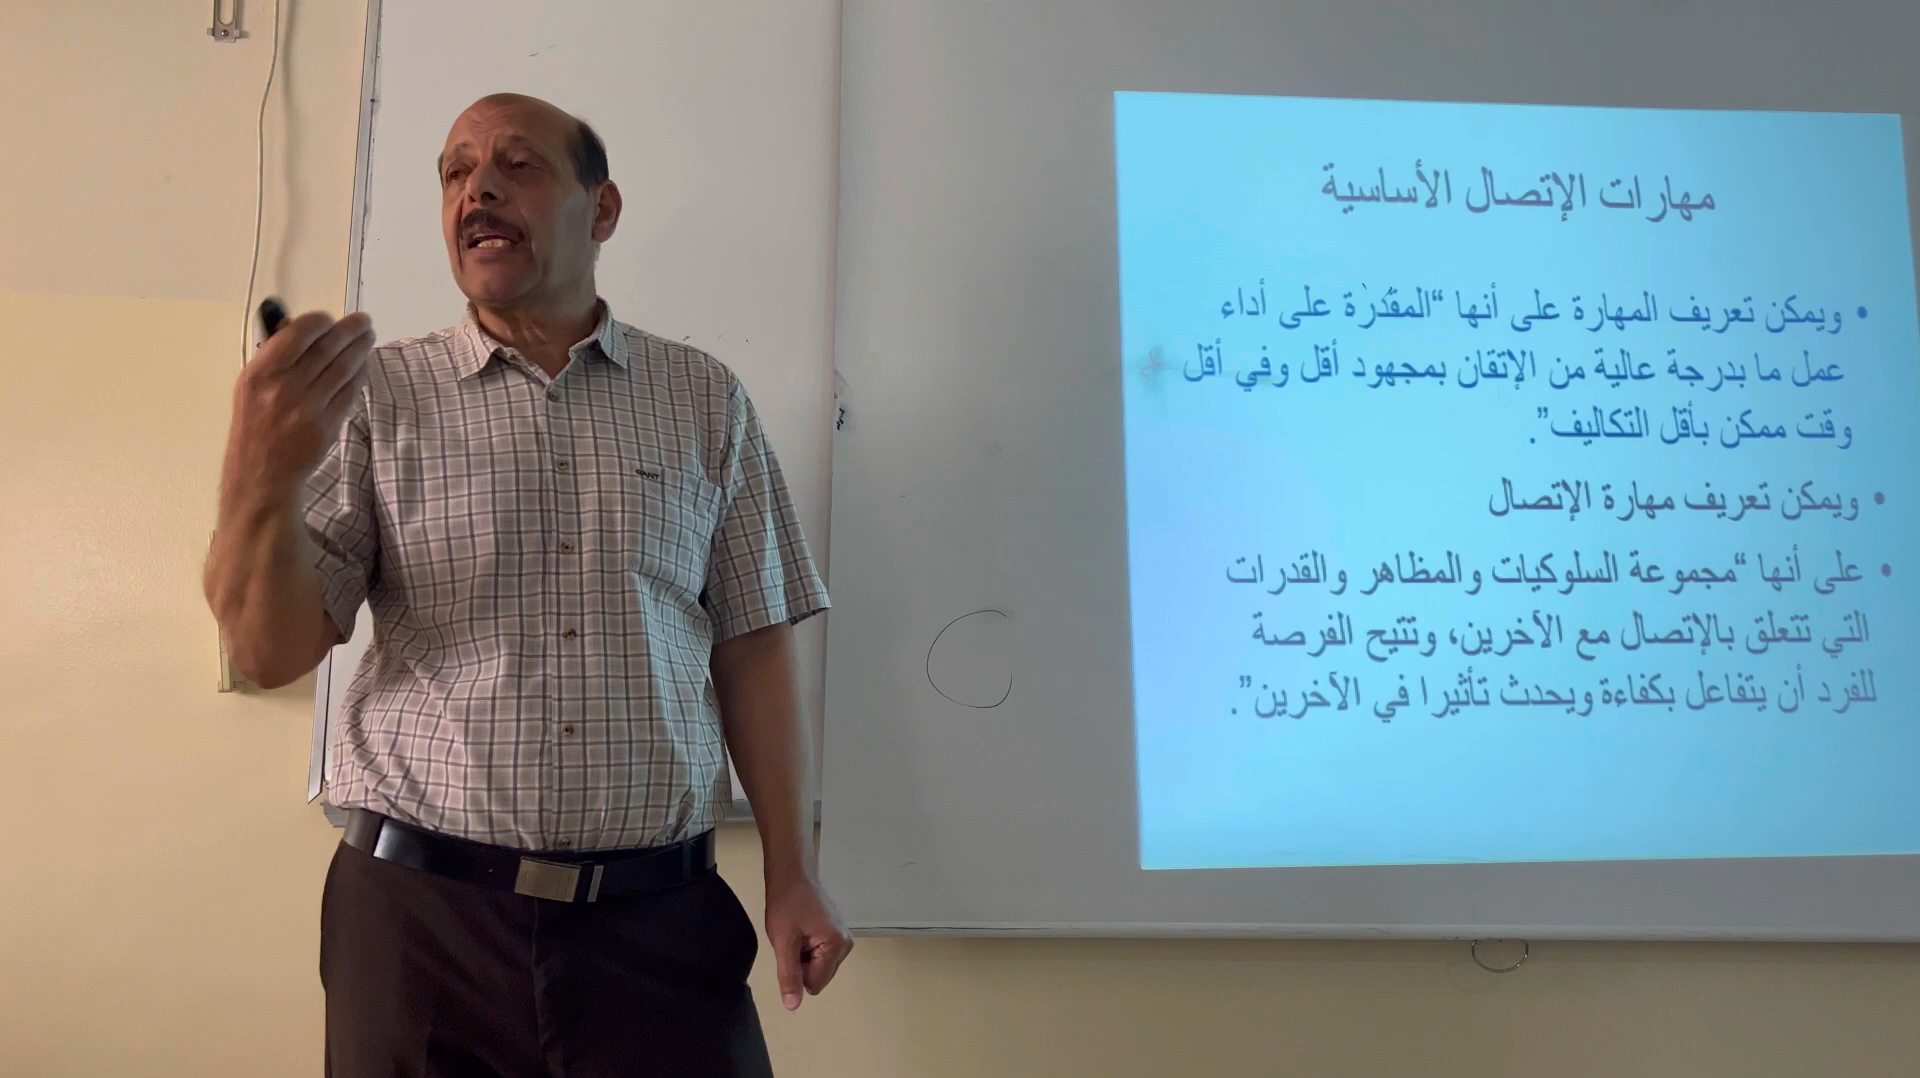 مهارات الإتصال الأساسية
• ويمكن تعريف المهارة على أنها “المقدرة على أداء
عمل ما بدرجة عالية من الإتقان بمجهود أقل وفي أقل
وقت ممكن بأقل التكاليف”.
• ويمكن تعريف مهارة الإتصال
• على أنها “مجموعة السلوكيات والمظاهر والقدرات
التي تتعلق بالإتصال مع الآخرين، وتتيح الفرصة
للفرد أن يتفاعل بكفاءة ويحدث تأثيرا في الآخرين”.
GANT